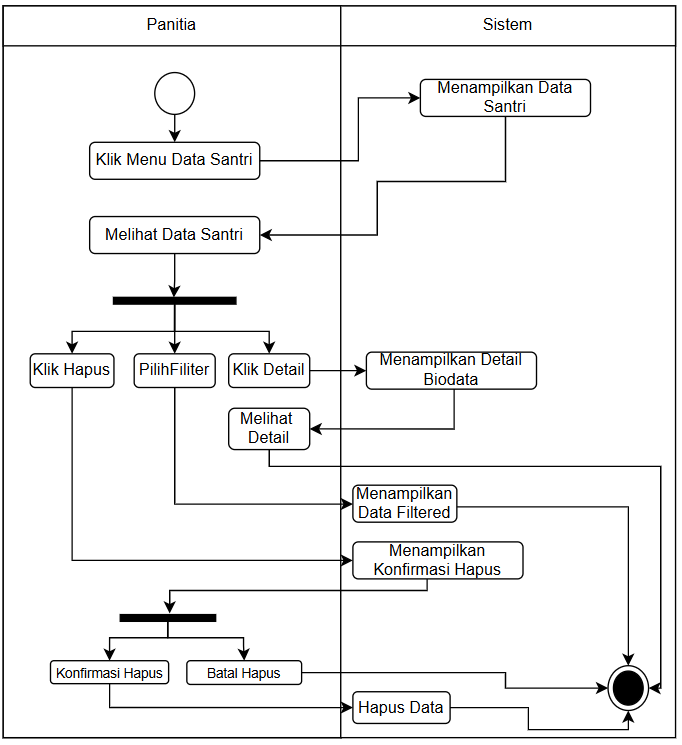 Panitia
Sistem
Menampilkan Data
Santri
Klik Menu Data Santri
Melihat Data Santri
Klik Hapus
PilihFiliter
Klik Detail
Menampilkan Detail
Biodata
Melihat
Detail
Menampilkan
Data Filtered
Menampilkan
Konfirmasi Hapus
Konfirmasi Hapus
Batal Hapus
Hapus Data